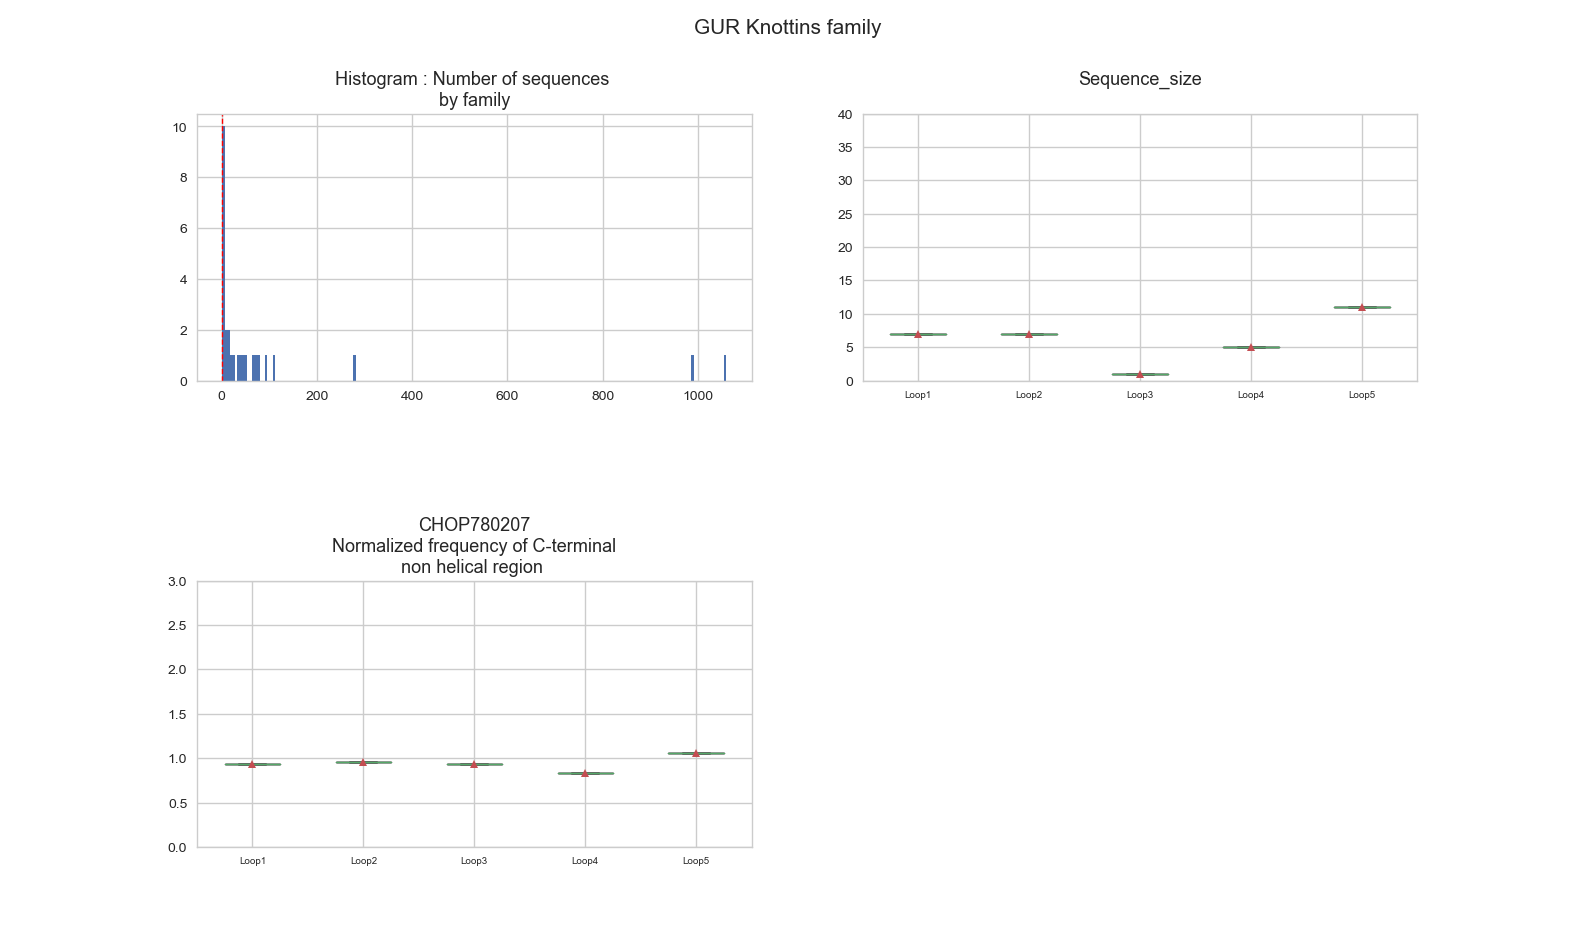 GUR Knottins family
Histogram : Number of sequences
by family
10
8
6
4
2
0
0 200 400 600 800 1000
Sequence_size
40
35
30
25
20
15
10
5
0
Loop1 Loop2 Loop3 Loop4 Loop5
CHOP780207
Normalized frequency of C-terminal
non helical region
3.0
2.5
2.0
1.5
1.0
0.5
0.0
Loop1 Loop2 Loop3 Loop4 Loop5